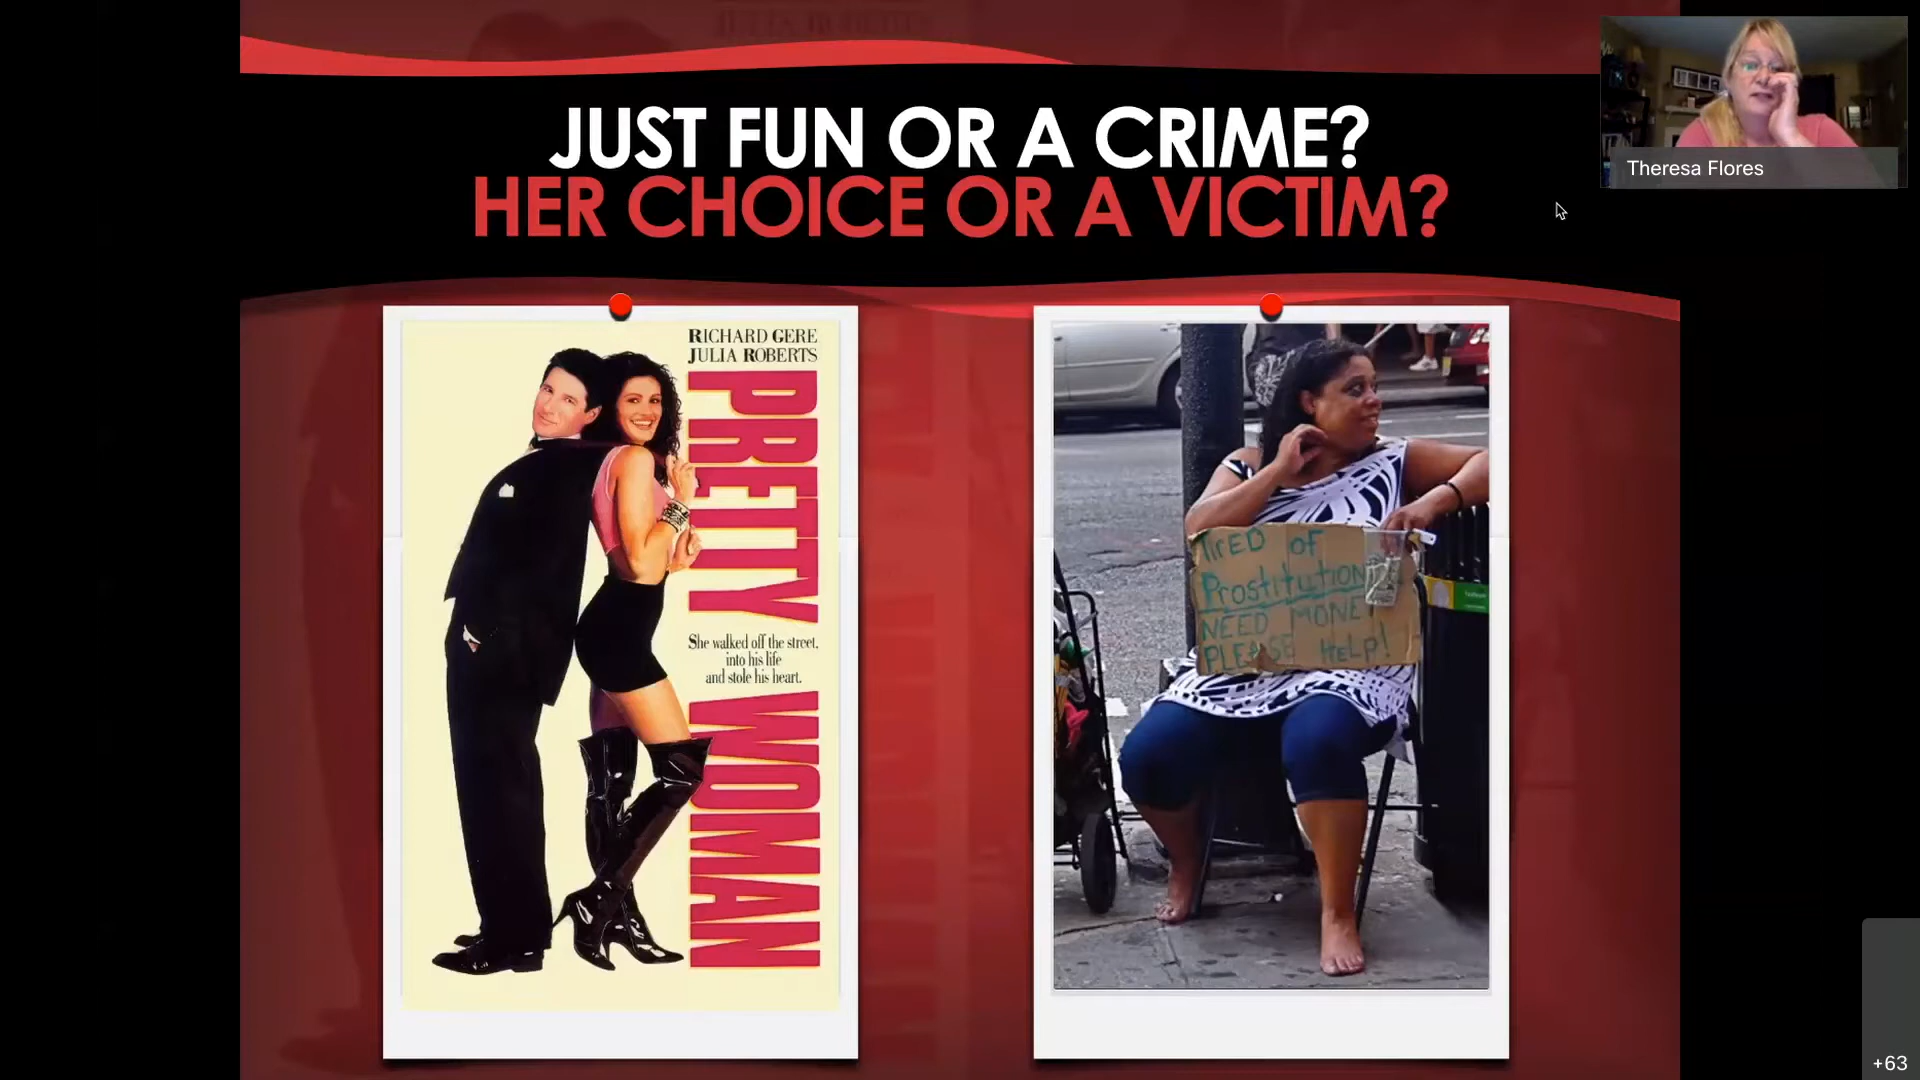 JUST FUN OR A CRIME?
HER CHOICE OR A VICTIM?
Theresa Flores
RICHARD GERE
JULIA ROBERTS
PRETTY WOMAN
She walked off the street,
into his life
and stole his heart.
TIRED OF
Prostitution
NEED MONEY
PLEASE HELP!
+63